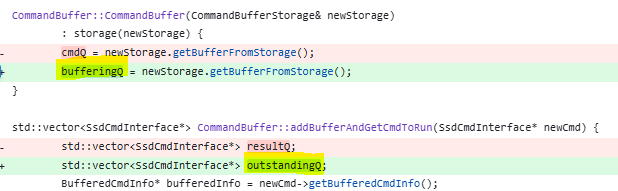 CommandBuffer::CommandBuffer(CommandBufferStorage& newStorage)
: storage(newStorage) {
- cmdQ = newStorage.getBufferFromStorage();
+ bufferingQ = newStorage.getBufferFromStorage();
}
std::vector<SsdCmdInterface*> CommandBuffer::addBufferAndGetCmdToRun(SsdCmdInterface* newCmd) {
- std::vector<SsdCmdInterface*> resultQ;
+ std::vector<SsdCmdInterface*> outstandingQ;
BufferedCmdInfo* bufferedInfo = newCmd->getBufferedCmdInfo();